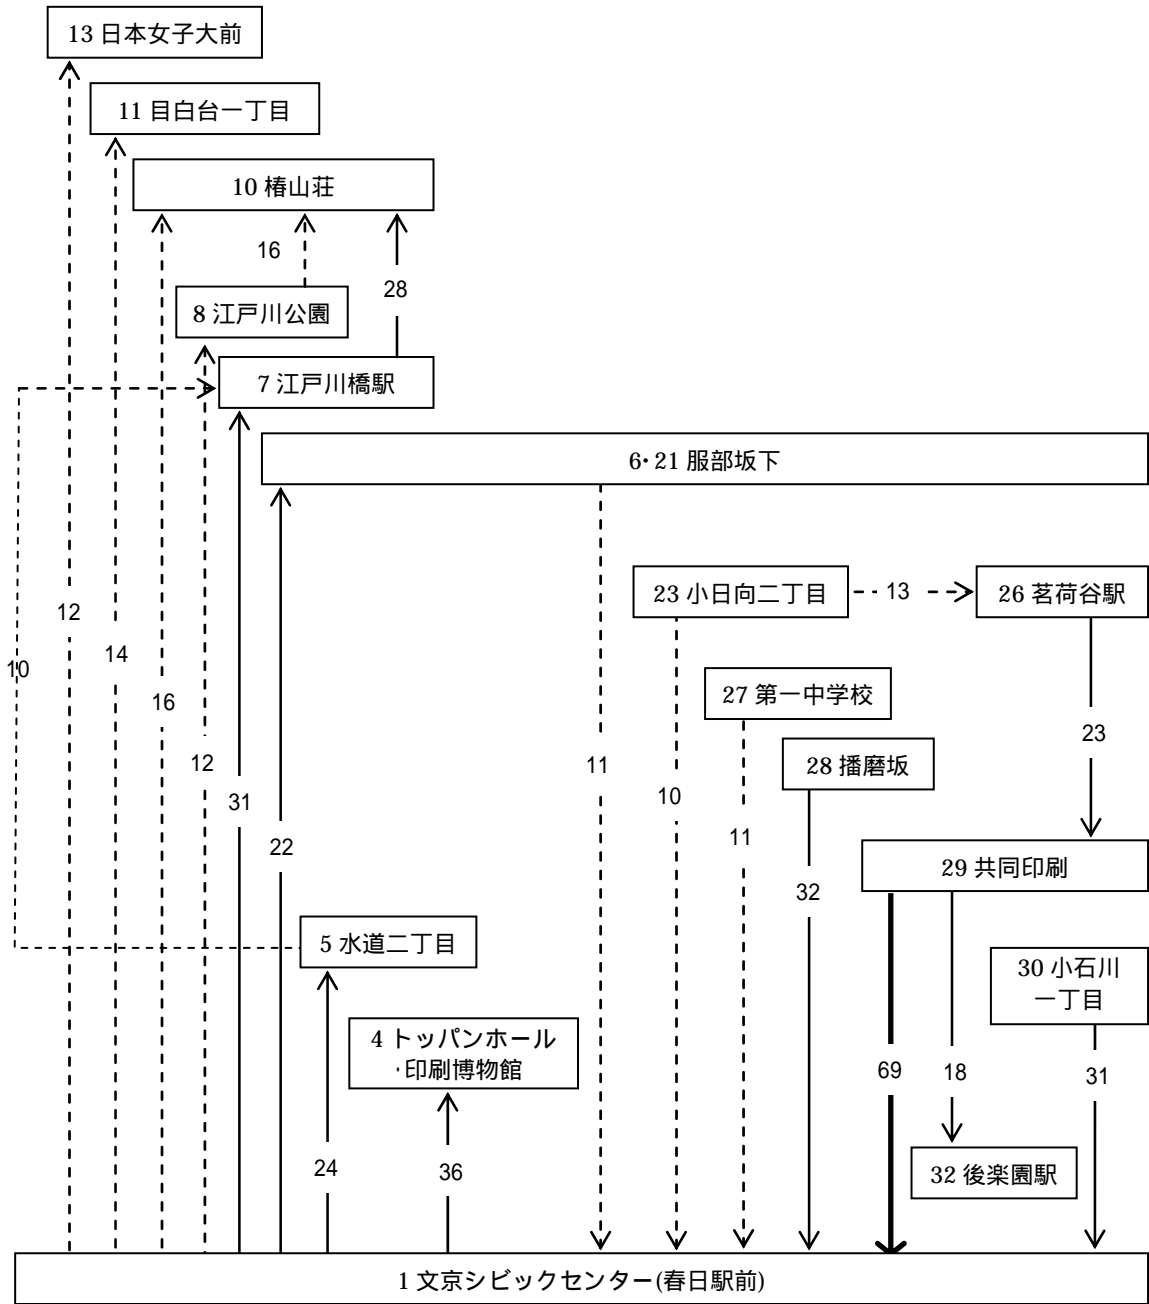 13 日本女子大前
11 目白台一丁目
10 椿山荘
16
28
8 江戸川公園
7 江戸川橋駅
6・21 服部坂下
23 小日向二丁目
13
26 茗荷谷駅
12
14
10
16
27 第一中学校
23
28 播磨坂
12
11
10
31
11
22
29 共同印刷
32
5 水道二丁目
30 小石川
一丁目
4 トッパンホール
・印刷博物館
69
18
31
24
36
32 後楽園駅
1 文京シビックセンター(春日駅前)